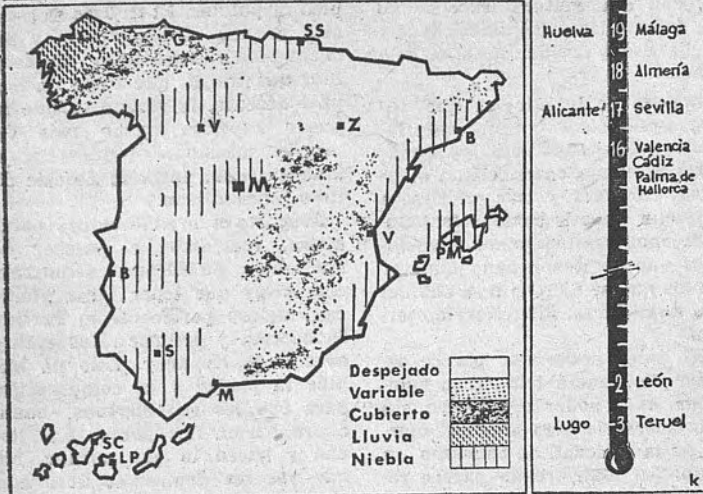 G
SS
V
Z
B
M
V
PM
B
S
M
SC
LP
Despejado
Variable
Cubierto
Lluvia
Niebla
Huelva 19 Málaga
18 Almería
Alicante 17 Sevilla
16 Valencia
Cádiz
Palma de
Mallorca
-2 León
Lugo -3 Teruel
k